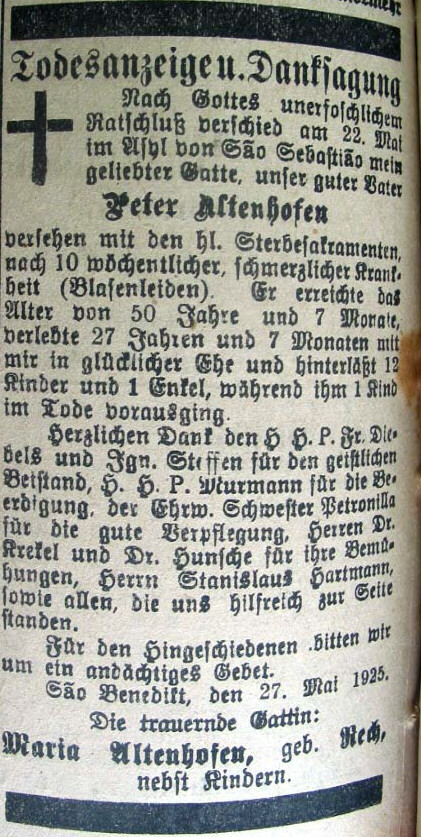 Todesanzeige u. Danksagung
Nach Gottes unerfoschlichem
Ratschluß verschied am 22. Mai
im Asyl von São Sebastião mein
geliebter Gatte, unser guter Vater
Peter Altenhofen
versehen mit den hl. Sterbesakramenten,
nach 10 wöchentlicher, schmerzlicher Krank-
heit (Blasenleiden). Er erreichte das
Alter von 50 Jahre und 7 Monate,
verlebte 27 Jahren und 7 Monaten mit
mir in glücklicher Ehe und hinterläßt 12
Kinder und 1 Enkel, während ihm 1 Kind
im Tode vorausging.
Herzlichen Dank den H H. P. Fr. Die-
bels und Ign. Steffen für den geistlichen
Beistand, H. H. P. Murmann für die Be-
erdigung, der Ehrw. Schwester Petronilla
für die gute Verpflegung, Herren Dr.
Krekel und Dr. Hunsche für ihre Bemü-
hungen, Herrn Stanislaus Hartmann,
sowie allen, die uns hilfreich zur Seite
standen.
Für den Hingeschiedenen bitten wir
um ein andächtiges Gebet.
São Benedikt, den 27. Mai 1925.
Die trauernde Gattin:
Maria Altenhofen, geb. Rech,
nebst Kindern.